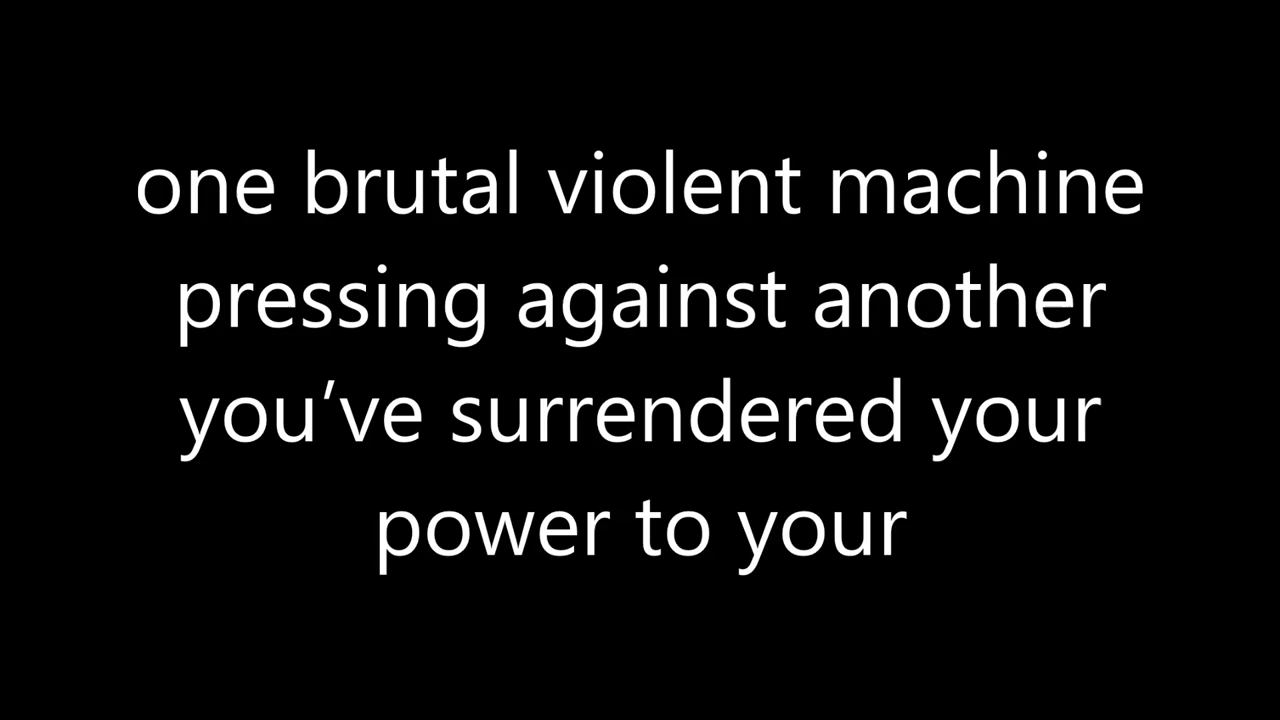 one brutal violent machine
pressing against another
you’ve surrendered your
power to your